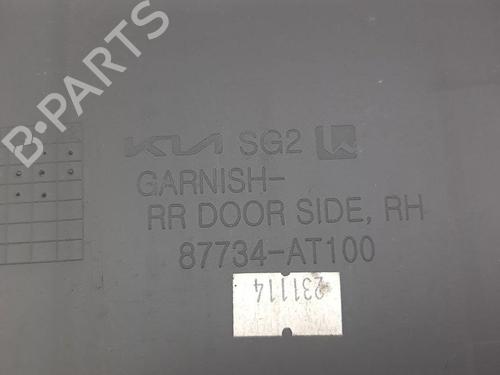 B-PARTS
KIA SG2
GARNISH-
RR DOOR SIDE, RH
87734-AT100
231114